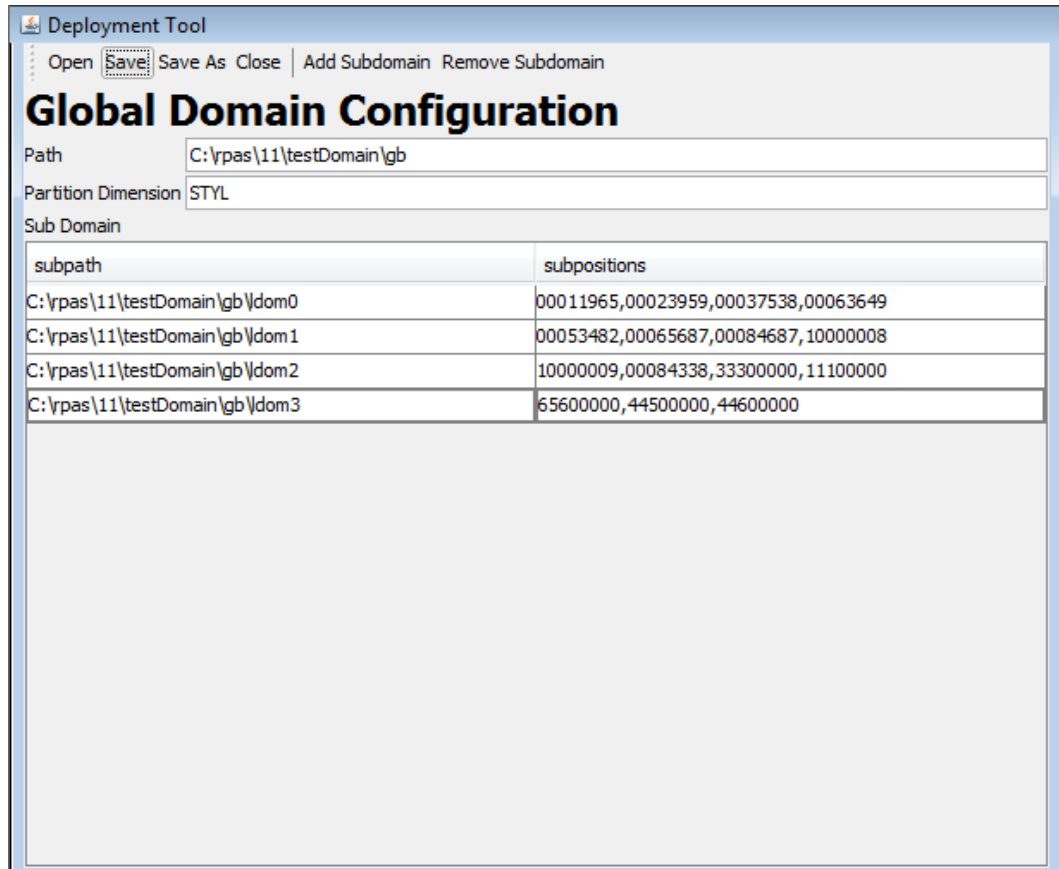 Deployment Tool
Open Save Save As Close Add Subdomain Remove Subdomain
Global Domain Configuration
Path C:\rpas\11\testDomain\gb
Partition Dimension STYL
Sub Domain
subpath subpositions
C:\rpas\11\testDomain\gb\ldom0 00011965,00023959,00037538,00063649
C:\rpas\11\testDomain\gb\ldom1 00053482,00065687,00084687,10000008
C:\rpas\11\testDomain\gb\ldom2 10000009,00084338,33300000,11100000
C:\rpas\11\testDomain\gb\ldom3 65600000,44500000,44600000